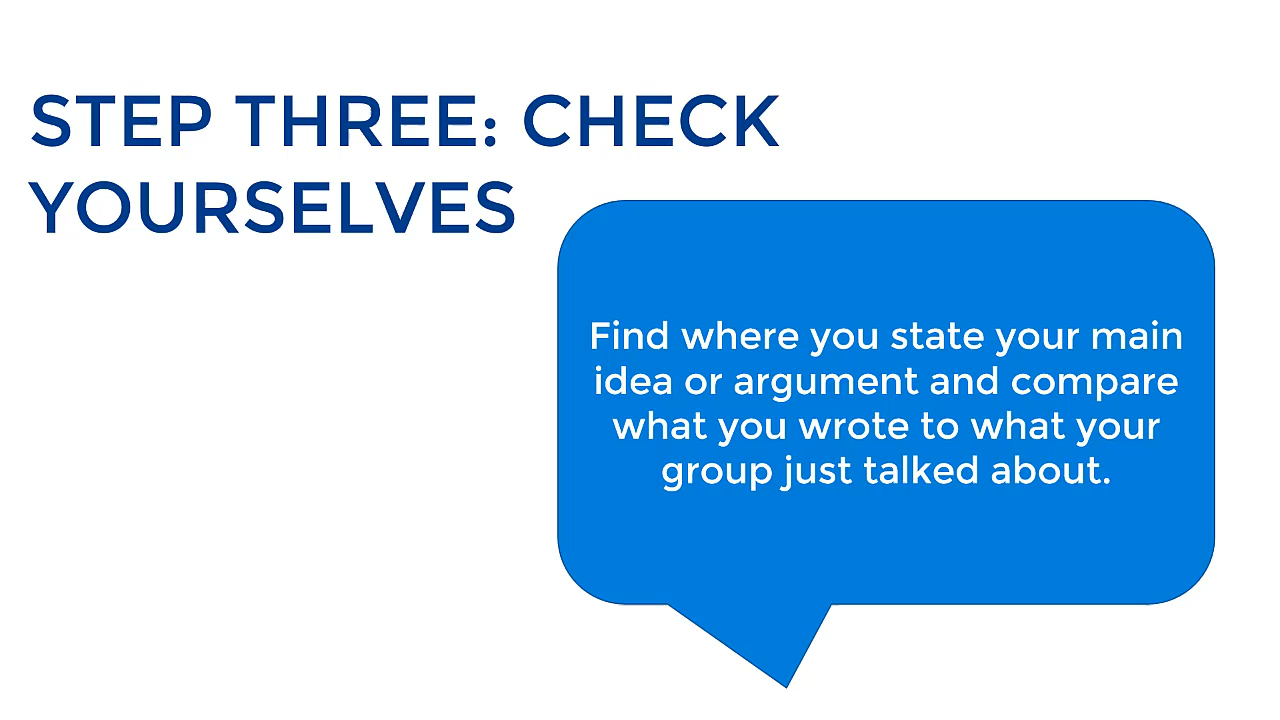 STEP THREE: CHECK
YOURSELVES
Find where you state your main
idea or argument and compare
what you wrote to what your
group just talked about.